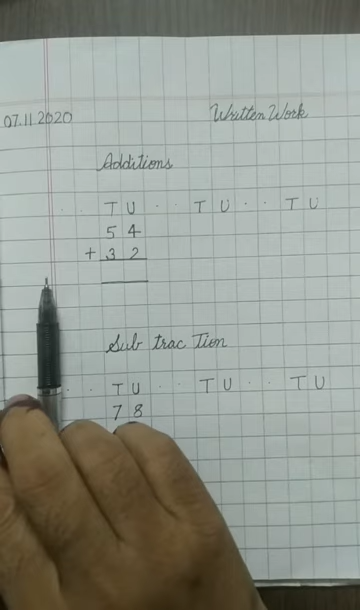 07.11.2020 Written Work
Additions
T U T U T U
5 4
+ 3 2
Sub trac Tion
T U T U T U
7 8